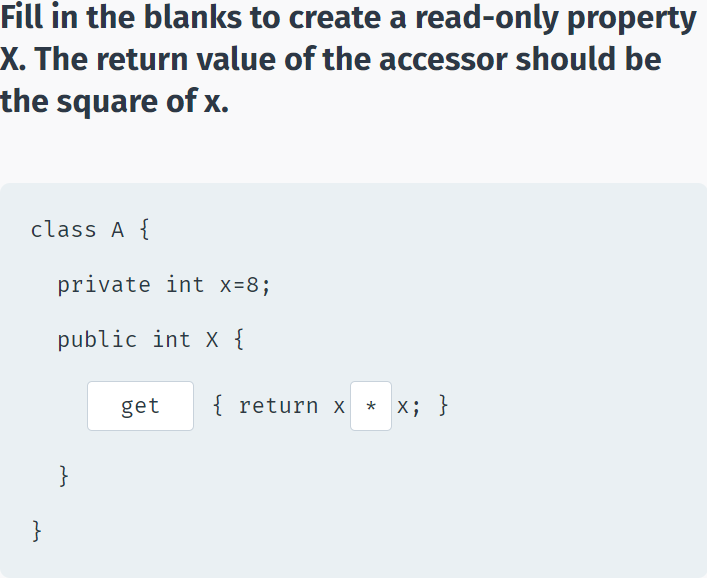 Fill in the blanks to create a read-only property
X. The return value of the accessor should be
the square of x.
class A {
private int x=8;
public int X {
get { return x * x; }
}
}